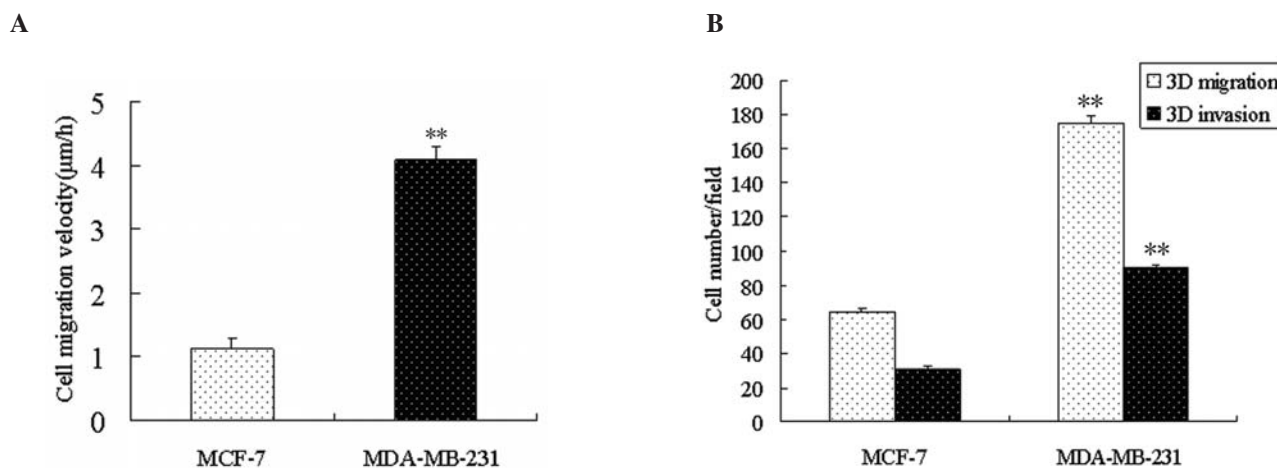 A
Cell migration velocity(μm/h)
5
4
3
2
1
0
**
MCF-7
MDA-MB-231
B
Cell number/field
200
180
160
140
120
100
80
60
40
20
0
**
**
3D migration
3D invasion
MCF-7
MDA-MB-231